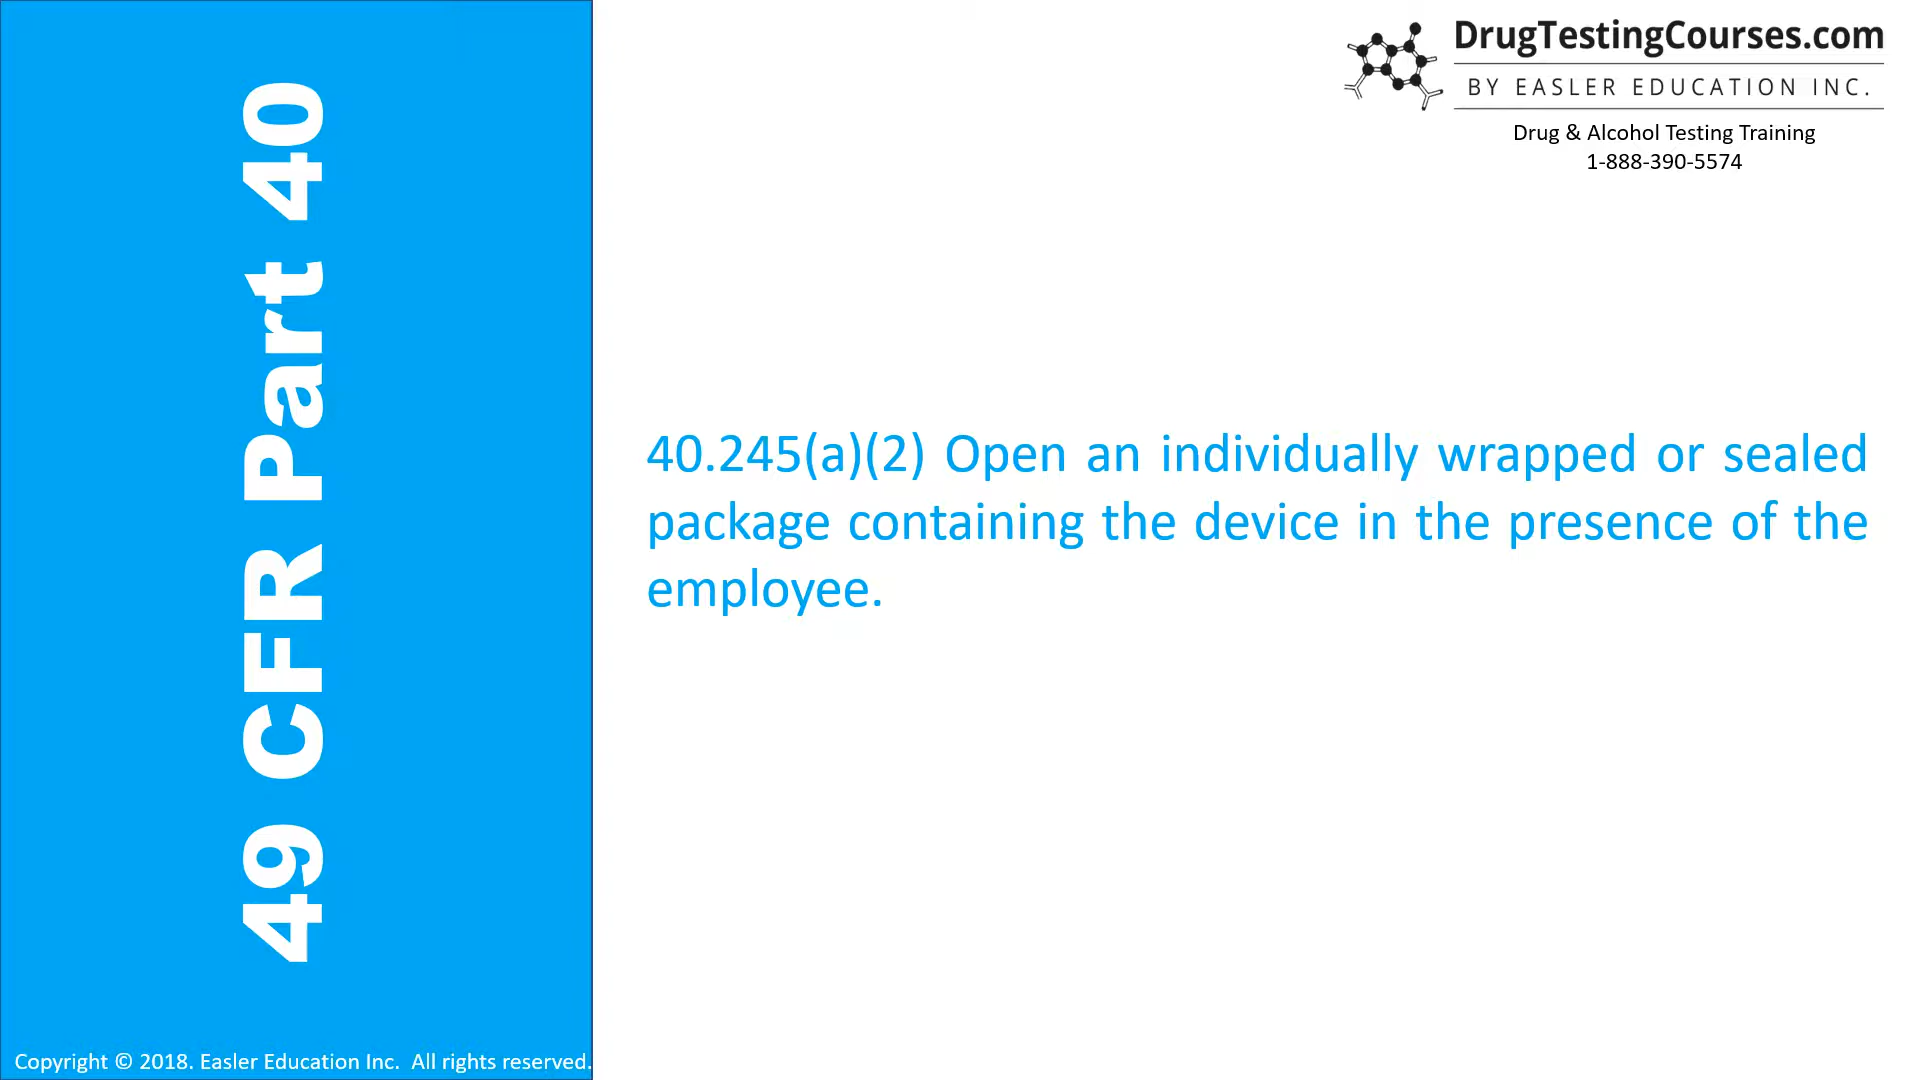 49 CFR Part 40
DrugTestingCourses.com
BY EASLER EDUCATION INC.
Drug & Alcohol Testing Training
1-888-390-5574
40.245(a)(2) Open an individually wrapped or sealed
package containing the device in the presence of the
employee.
Copyright © 2018. Easler Education Inc.  All rights reserved.